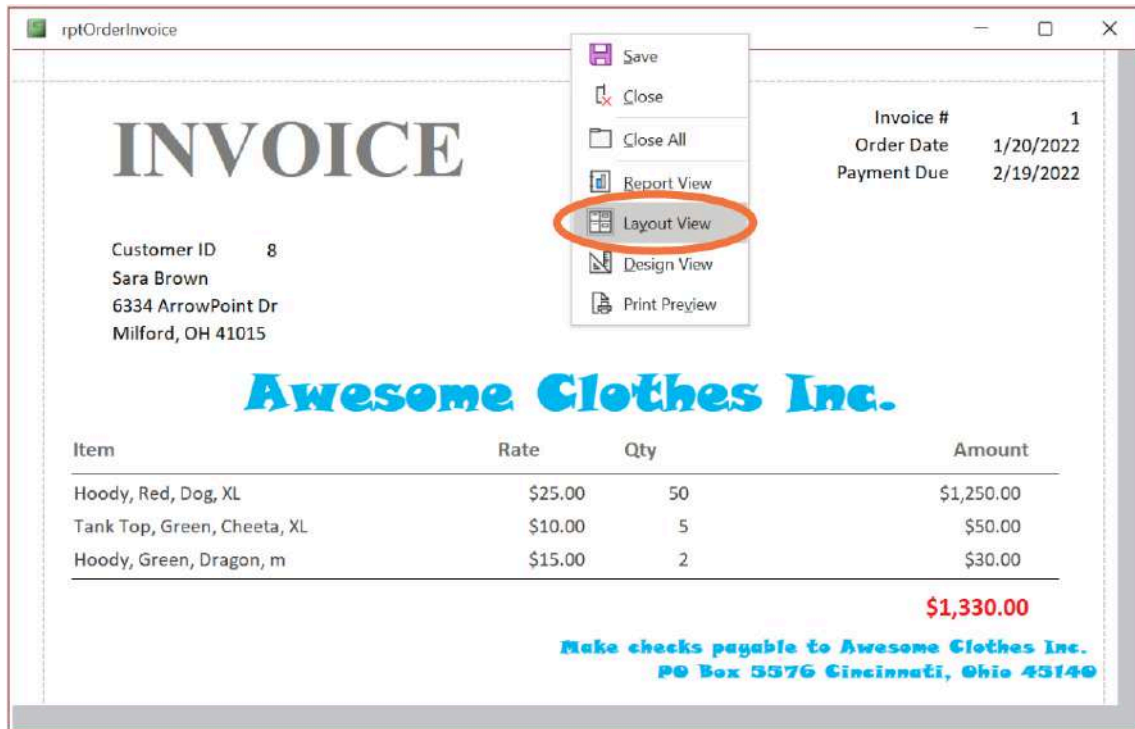 rptOrderInvoice
Save
Close
Close All
Report View
Layout View
Design View
Print Preview
INVOICE
Invoice # 1
Order Date 1/20/2022
Payment Due 2/19/2022
Customer ID 8
Sara Brown
6334 ArrowPoint Dr
Milford, OH 41015
Awesome Clothes Inc.
Item Rate Qty Amount
Hoody, Red, Dog, XL $25.00 50 $1,250.00
Tank Top, Green, Cheeta, XL $10.00 5 $50.00
Hoody, Green, Dragon, m $15.00 2 $30.00
$1,330.00
Make checks payable to Awesome Clothes Inc.
PO Box 5576 Cincinnati, Ohio 45140